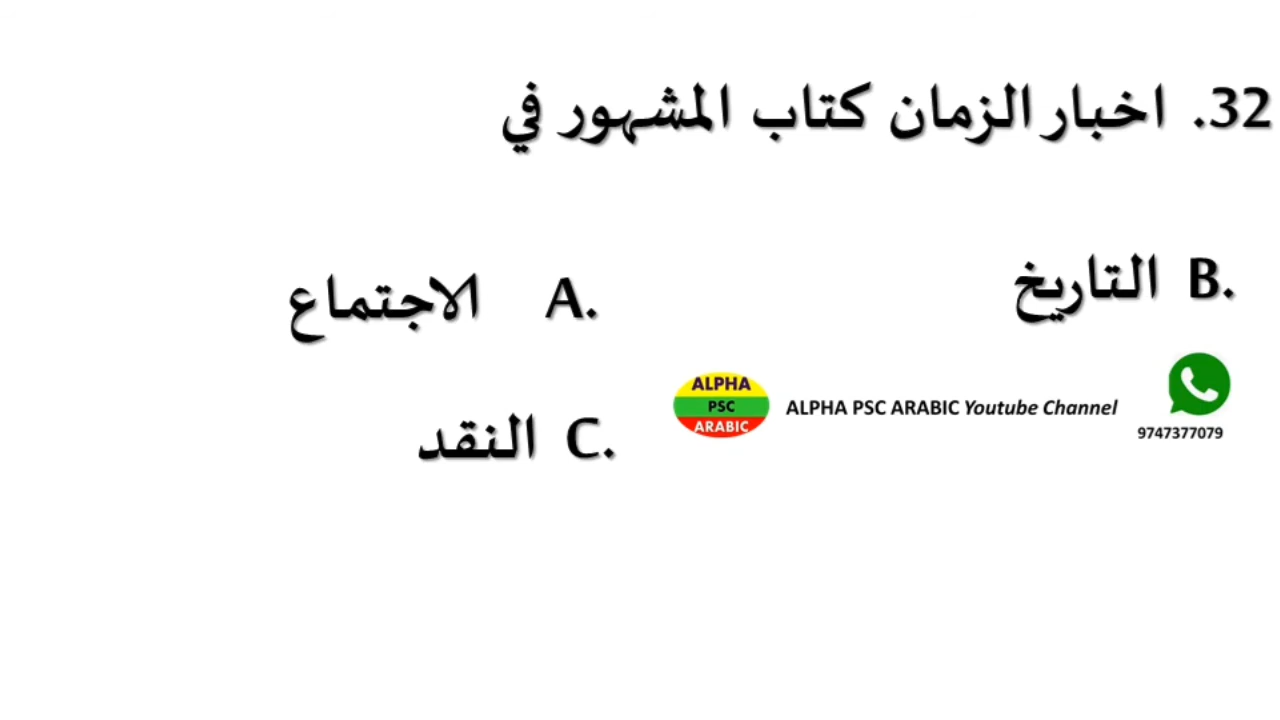 32. اخبار الزمان كتاب المشهور في
B. التاريخ
A. الاجتماع
ALPHA
PSC
ARABIC
ALPHA PSC ARABIC Youtube Channel
9747377079
C. النقد